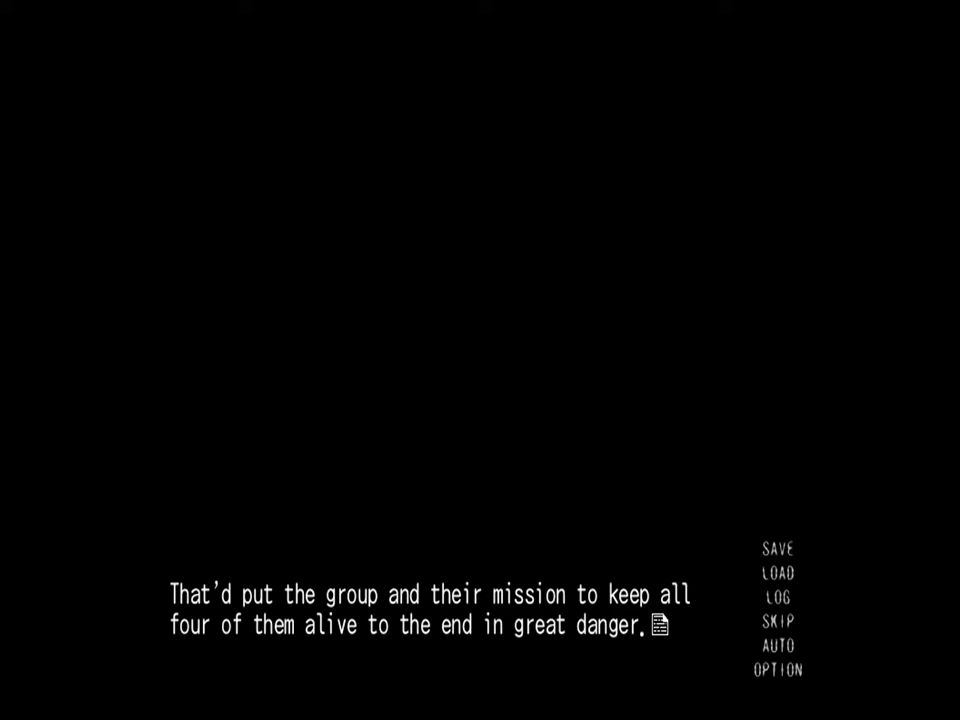 That'd put the group and their mission to keep all
four of them alive to the end in great danger.
SAVE
LOAD
LOG
SKIP
AUTO
OPTION